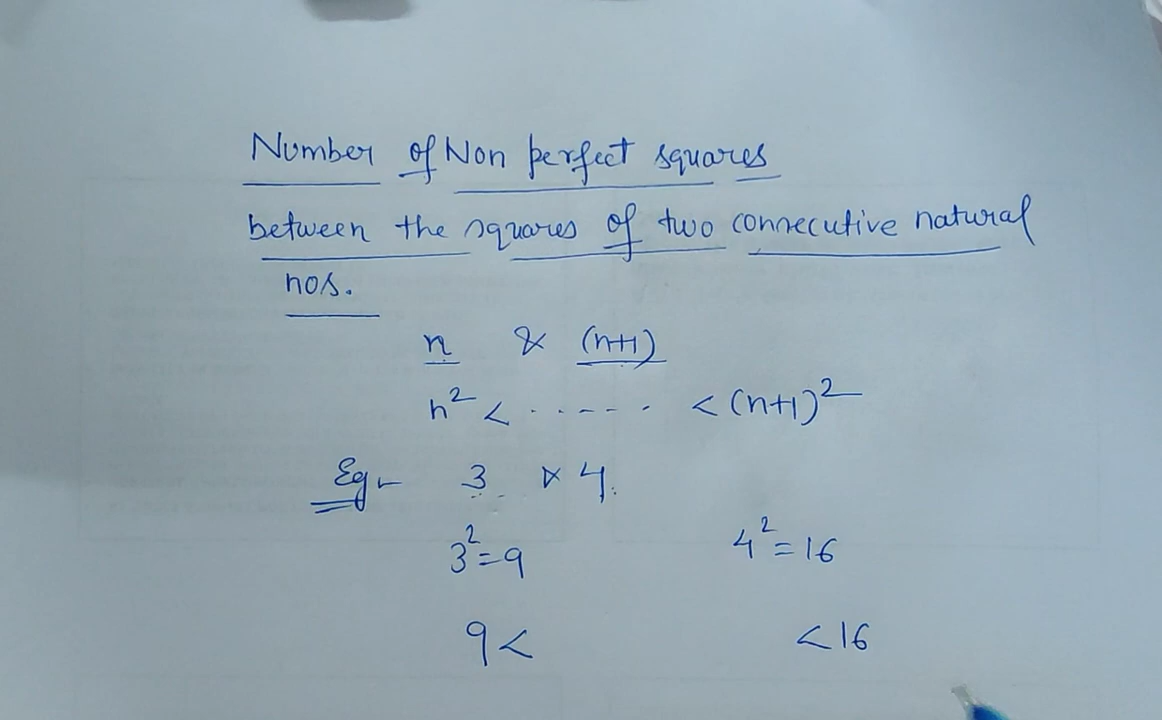 Number of Non perfect squares
between the squares of two consecutive natural
nos.
n & (n+1)
n² < ..---. < (n+1)²
Eg- 3 & 4.
3²=9 4²=16
9< <16